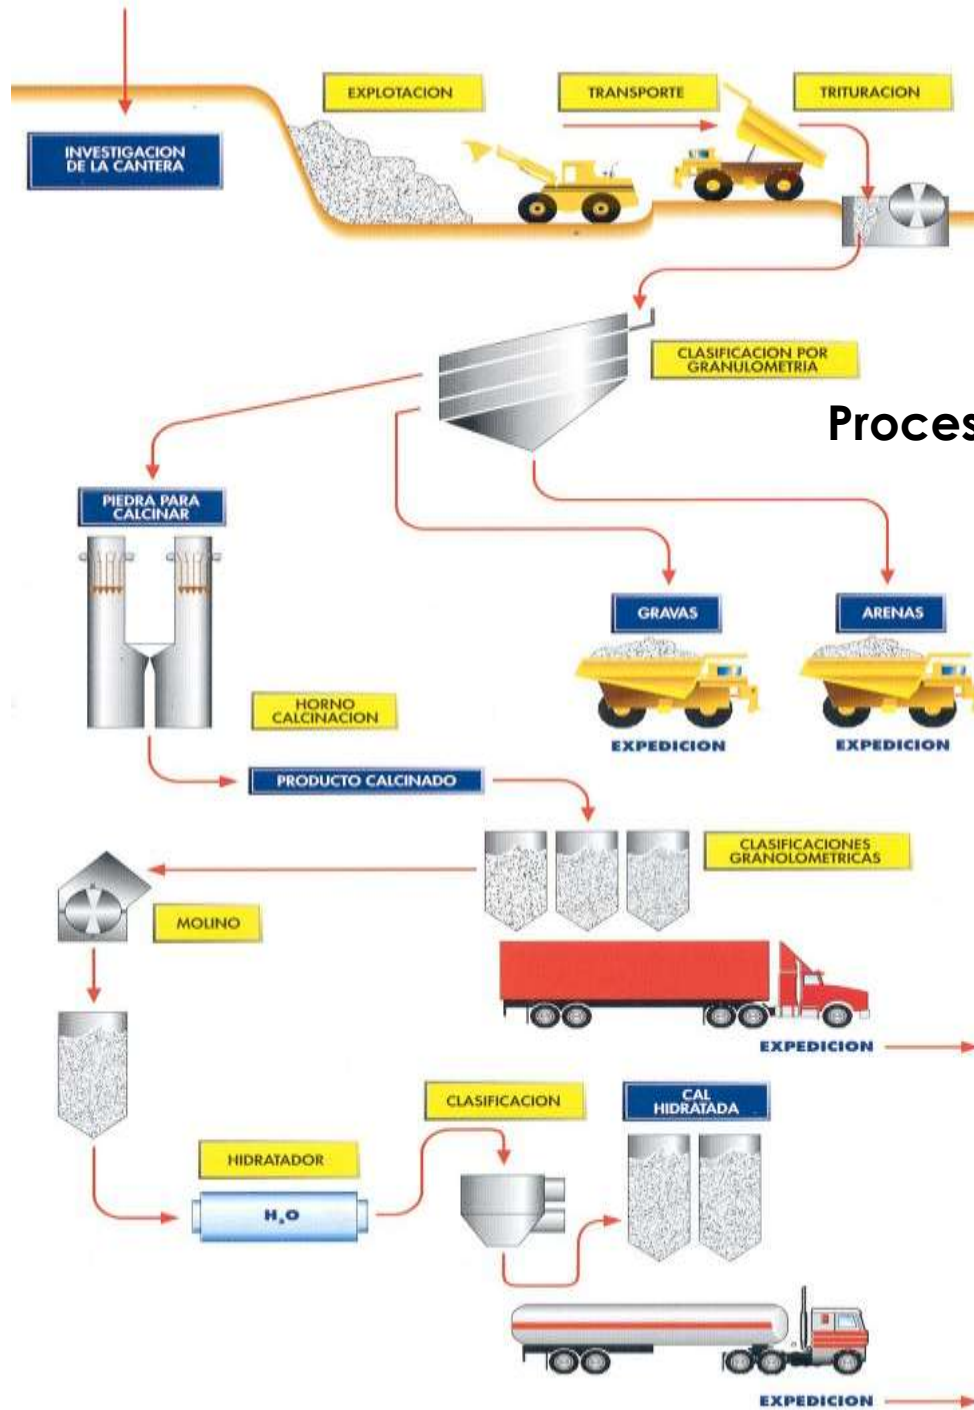 EXPLOTACION
TRANSPORTE
TRITURACION
INVESTIGACION
DE LA CANTERA
CLASIFICACION POR
GRANULOMETRIA
Proces
PIEDRA PARA
CALCINAR
GRAVAS
ARENAS
HORNO
CALCINACION
EXPEDICION
EXPEDICION
PRODUCTO CALCINADO
CLASIFICACIONES
GRANOLOMETRICAS
MOLINO
EXPEDICION
CLASIFICACION
CAL
HIDRATADA
HIDRATADOR
H₂O
EXPEDICION